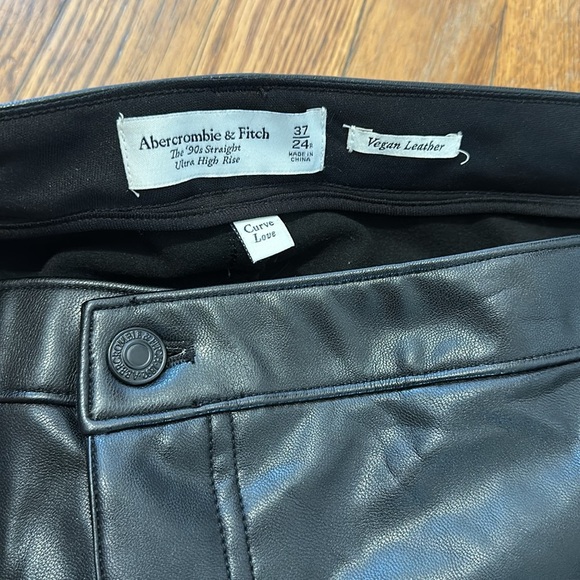 Abercrombie & Fitch
The '90s Straight
Ultra High Rise
37
24s
MADE IN
CHINA
Vegan Leather
Curve
Love